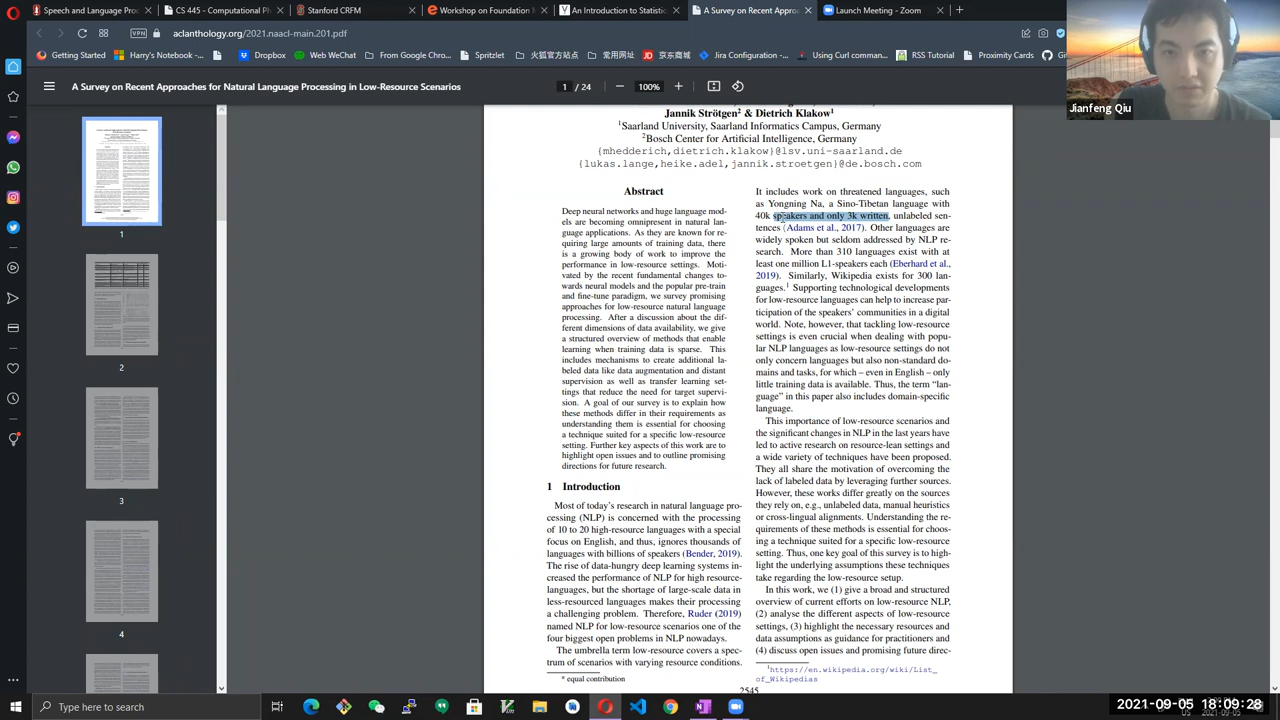 Speech and Language Proc
CS 445 - Computational P
Stanford CRFM
Workshop on Foundation
An Introduction to Statistic
A Survey on Recent Approa
Launch Meeting - Zoom
VPN
aclanthology.org/2021.naacl-main.201.pdf
Getting Started
Harry's Notebook..
Dropbox
Web WeChat
From Google Chro...
Spritzlet
火狐官方站点
常用网址
京东商城
Jira Configuration:...
Using Curl comman...
RSS Tutorial
Proximity Cards
A Survey on Recent Approaches for Natural Language Processing in Low-Resource Scenarios
1 / 24
100%
Jianfeng Qiu
1
2
3
4
Jannik Strötgen² & Dietrich Klakow¹
¹Saarland University, Saarland Informatics Campus, Germany
²Bosch Center for Artificial Intelligence, Germany
{mhedderich,dietrich.klakow}@lsv.uni-saarland.de
{lukas.lange,heike.adel,jannik.stroetgen}@de.bosch.com
Abstract
Deep neural networks and huge language mod-
els are becoming omnipresent in natural lan-
guage applications. As they are known for re-
quiring large amounts of training data, there
is a growing body of work to improve the
performance in low-resource settings. Moti-
vated by the recent fundamental changes to-
wards neural models and the popular pre-train
and fine-tune paradigm, we survey promising
approaches for low-resource natural language
processing. After a discussion about the dif-
ferent dimensions of data availability, we give
a structured overview of methods that enable
learning when training data is sparse. This
includes mechanisms to create additional la-
beled data like data augmentation and distant
supervision as well as transfer learning set-
tings that reduce the need for target supervi-
sion. A goal of our survey is to explain how
these methods differ in their requirements as
understanding them is essential for choosing
a technique suited for a specific low-resource
setting. Further key aspects of this work are to
highlight open issues and to outline promising
directions for future research.
1 Introduction
Most of today's research in natural language pro-
cessing (NLP) is concerned with the processing
of 10 to 20 high-resource languages with a special
focus on English, and thus, ignores thousands of
languages with billions of speakers (Bender, 2019).
The rise of data-hungry deep learning systems in-
creased the performance of NLP for high resource-
languages, but the shortage of large-scale data in
less-resourced languages makes their processing
a challenging problem. Therefore, Ruder (2019)
named NLP for low-resource scenarios one of the
four biggest open problems in NLP nowadays.
The umbrella term low-resource covers a spec-
trum of scenarios with varying resource conditions.
* equal contribution
It includes work on threatened languages, such
as Yongning Na, a Sino-Tibetan language with
40k speakers and only 3k written, unlabeled sen-
tences (Adams et al., 2017). Other languages are
widely spoken but seldom addressed by NLP re-
search. More than 310 languages exist with at
least one million L1-speakers each (Eberhard et al.,
2019). Similarly, Wikipedia exists for 300 lan-
guages.¹ Supporting technological developments
for low-resource languages can help to increase par-
ticipation of the speakers' communities in a digital
world. Note, however, that tackling low-resource
settings is even crucial when dealing with popu-
lar NLP languages as low-resource settings do not
only concern languages but also non-standard do-
mains and tasks, for which – even in English – only
little training data is available. Thus, the term “lan-
guage” in this paper also includes domain-specific
language.
This importance of low-resource scenarios and
the significant changes in NLP in the last years have
led to active research on resource-lean settings and
a wide variety of techniques have been proposed.
They all share the motivation of overcoming the
lack of labeled data by leveraging further sources.
However, these works differ greatly on the sources
they rely on, e.g., unlabeled data, manual heuristics
or cross-lingual alignments. Understanding the re-
quirements of these methods is essential for choos-
ing a technique suited for a specific low-resource
setting. Thus, one key goal of this survey is to high-
light the underlying assumptions these techniques
take regarding the low-resource setup.
In this work, we (1) give a broad and structured
overview of current efforts on low-resource NLP,
(2) analyse the different aspects of low-resource
settings, (3) highlight the necessary resources and
data assumptions as guidance for practitioners and
(4) discuss open issues and promising future direc-
¹https://en.wikipedia.org/wiki/List_
of_Wikipedias
2545
Type here to search
2021-09-05 18:09:28